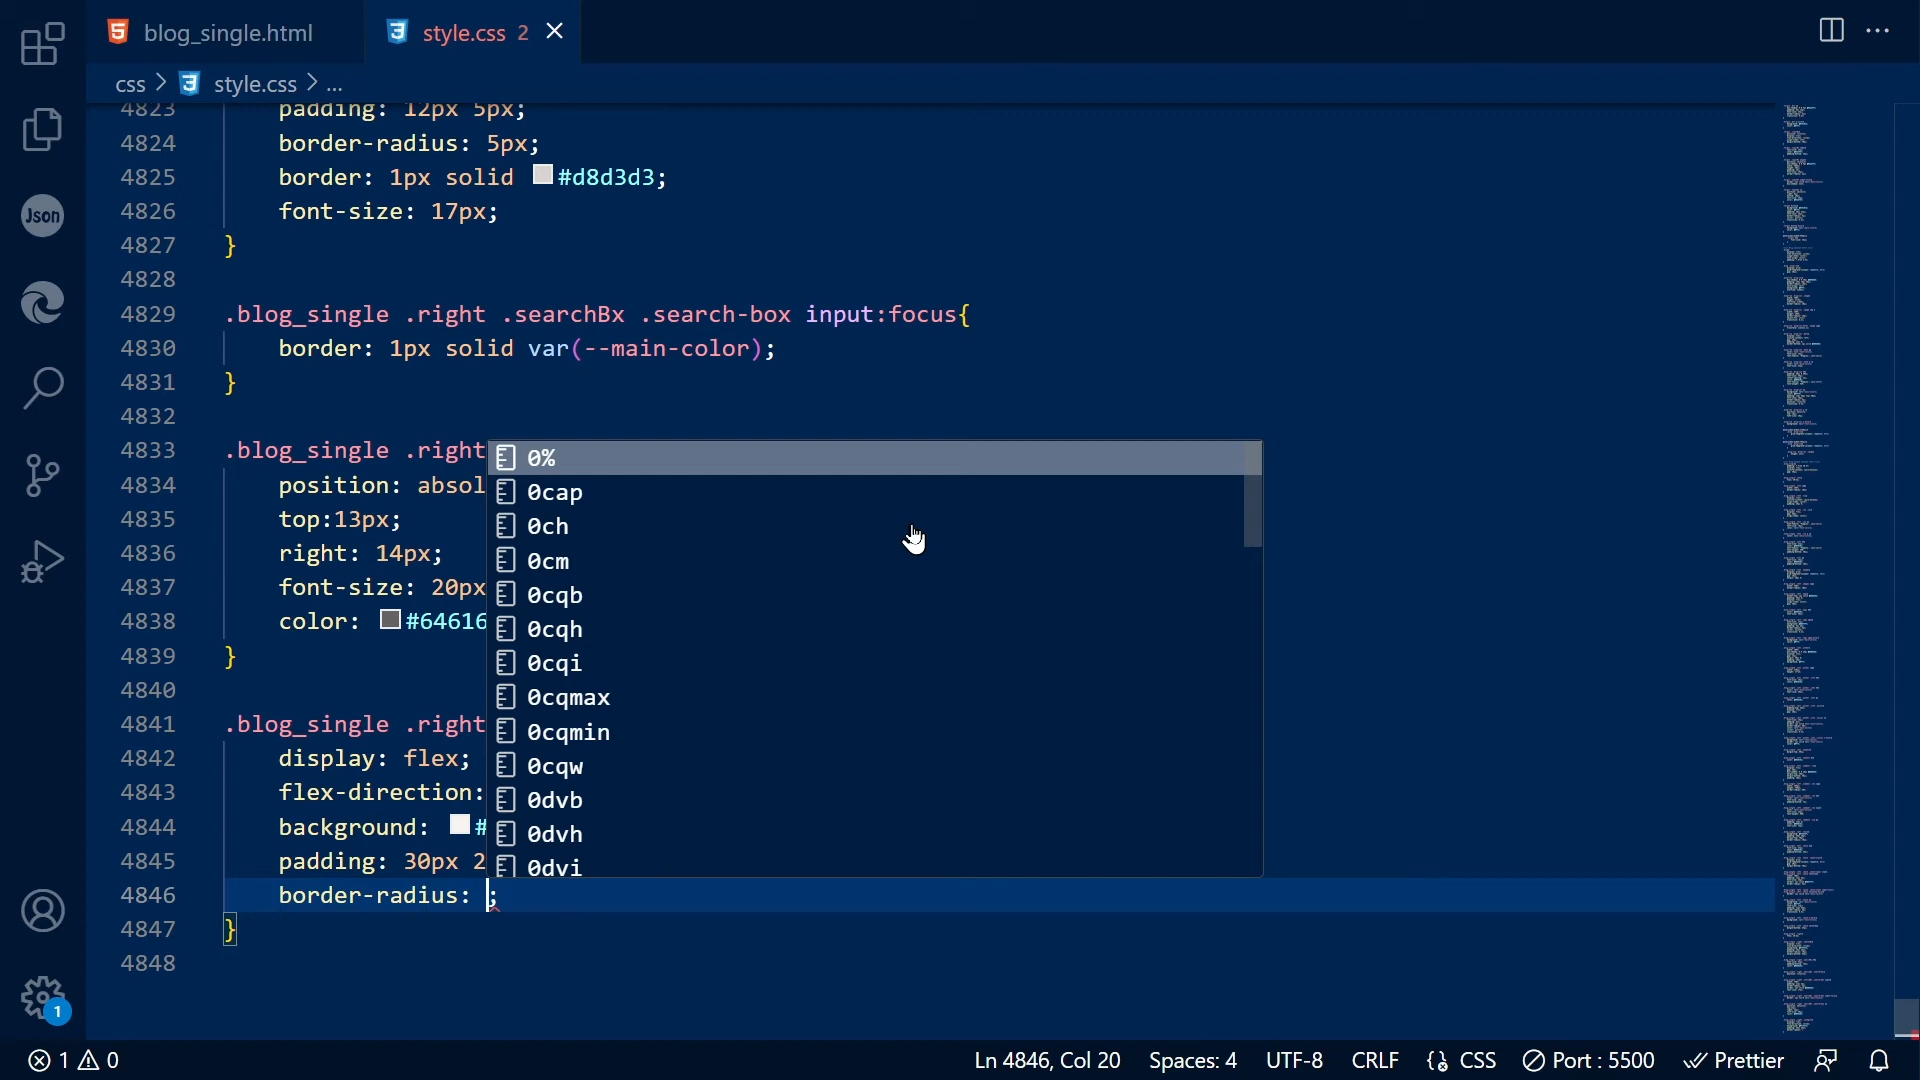 blog_single.html
style.css 2
css > style.css > ...
4823 padding: 12px 5px;
4824 border-radius: 5px;
4825 border: 1px solid #d8d3d3;
4826 font-size: 17px;
4827 }
4828
4829 .blog_single .right .searchBx .search-box input:focus{
4830 border: 1px solid var(--main-color);
4831 }
4832
4833 .blog_single .right
0%
4834 position: absol
0cap
4835 top:13px;
0ch
4836 right: 14px;
0cm
4837 font-size: 20px
0cqb
4838 color: #64616
0cqh
4839 }
0cqi
4840
0cqmax
4841 .blog_single .right
0cqmin
4842 display: flex;
0cqw
4843 flex-direction:
0dvb
4844 background: #
0dvh
4845 padding: 30px 2
0dvi
4846 border-radius: ;
4847 }
4848
Json
1
1 0
Ln 4846, Col 20 Spaces: 4 UTF-8 CRLF {} CSS Port : 5500 Prettier